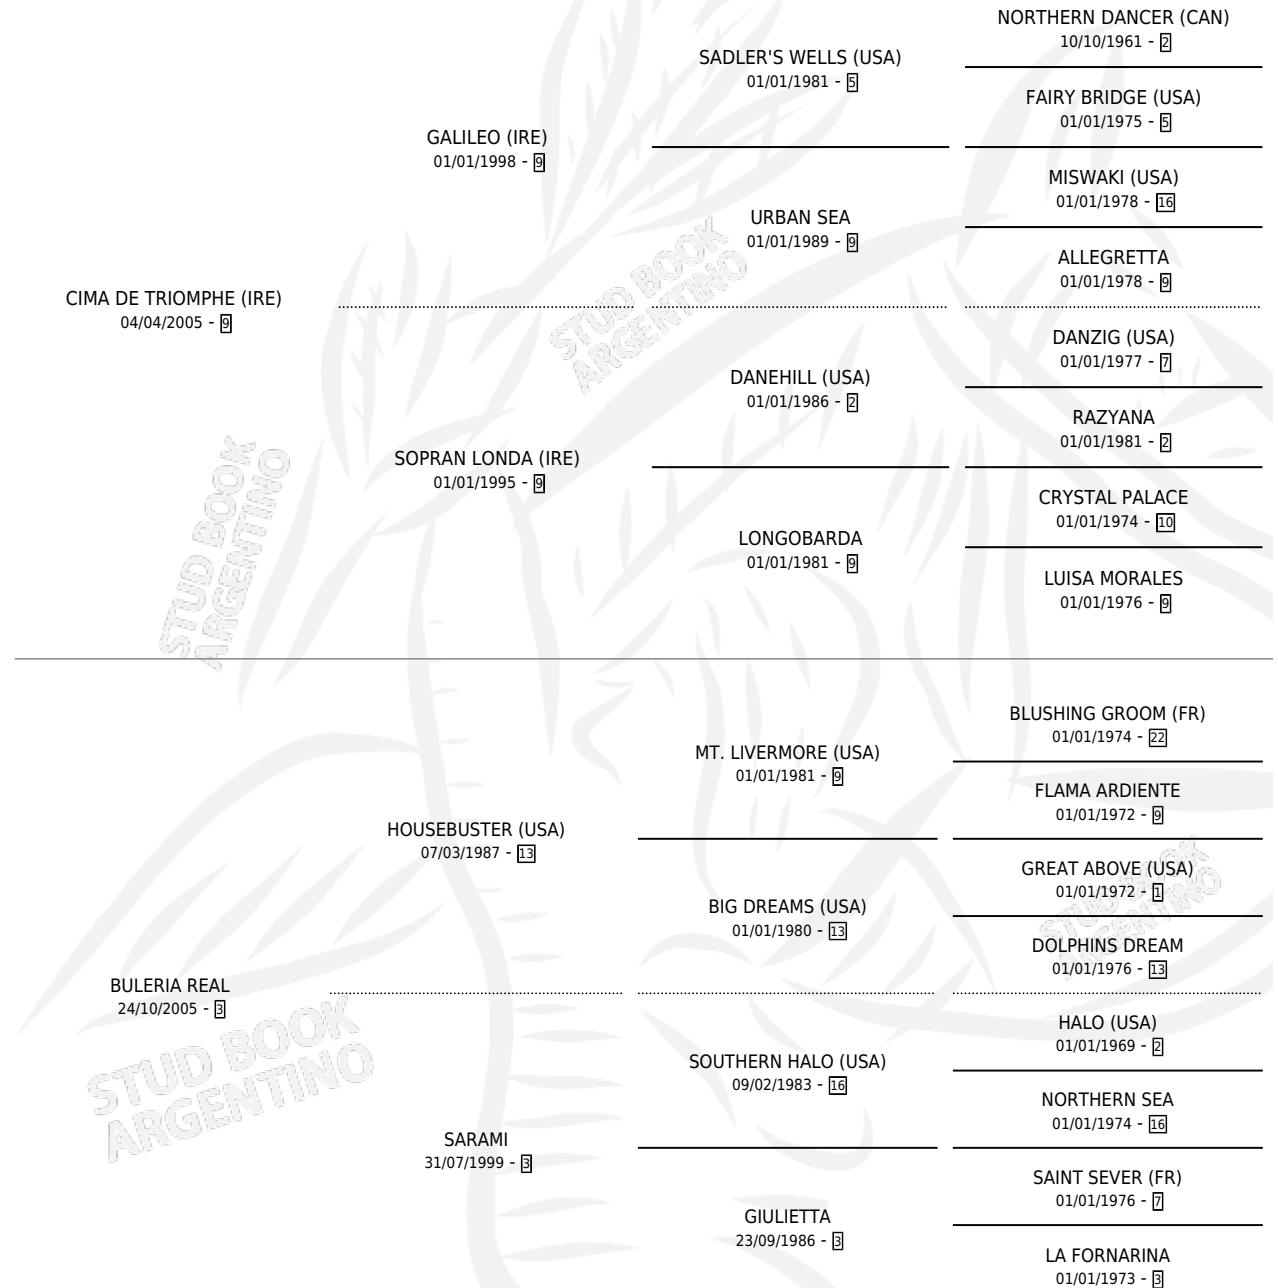 NORTHERN DANCER (CAN)
10/10/1961 - 2
SADLER'S WELLS (USA)
01/01/1981 - 5
FAIRY BRIDGE (USA)
01/01/1975 - 5
GALILEO (IRE)
01/01/1998 - 9
MISWAKI (USA)
01/01/1978 - 16
URBAN SEA
01/01/1989 - 9
ALLEGRETTA
01/01/1978 - 9
CIMA DE TRIOMPHE (IRE)
04/04/2005 - 9
DANZIG (USA)
01/01/1977 - 7
DANEHILL (USA)
01/01/1986 - 2
RAZYANA
01/01/1981 - 2
SOPRAN LONDA (IRE)
01/01/1995 - 9
CRYSTAL PALACE
01/01/1974 - 10
LONGOBARDA
01/01/1981 - 9
LUISA MORALES
01/01/1976 - 9
STUD BOOK
ARGENTINO
STUD BOOK
ARGENTINO
BLUSHING GROOM (FR)
01/01/1974 - 22
MT. LIVERMORE (USA)
01/01/1981 - 9
FLAMA ARDIENTE
01/01/1972 - 9
HOUSEBUSTER (USA)
07/03/1987 - 13
GREAT ABOVE (USA)
01/01/1972 - 1
BIG DREAMS (USA)
01/01/1980 - 13
DOLPHINS DREAM
01/01/1976 - 13
BULERIA REAL
24/10/2005 - 3
HALO (USA)
01/01/1969 - 2
SOUTHERN HALO (USA)
09/02/1983 - 16
NORTHERN SEA
01/01/1974 - 16
SARAMI
31/07/1999 - 3
SAINT SEVER (FR)
01/01/1976 - 7
GIULIETTA
23/09/1986 - 3
LA FORNARINA
01/01/1973 - 3
STUD BOOK
ARGENTINO
STUD BOOK
ARGENTINO